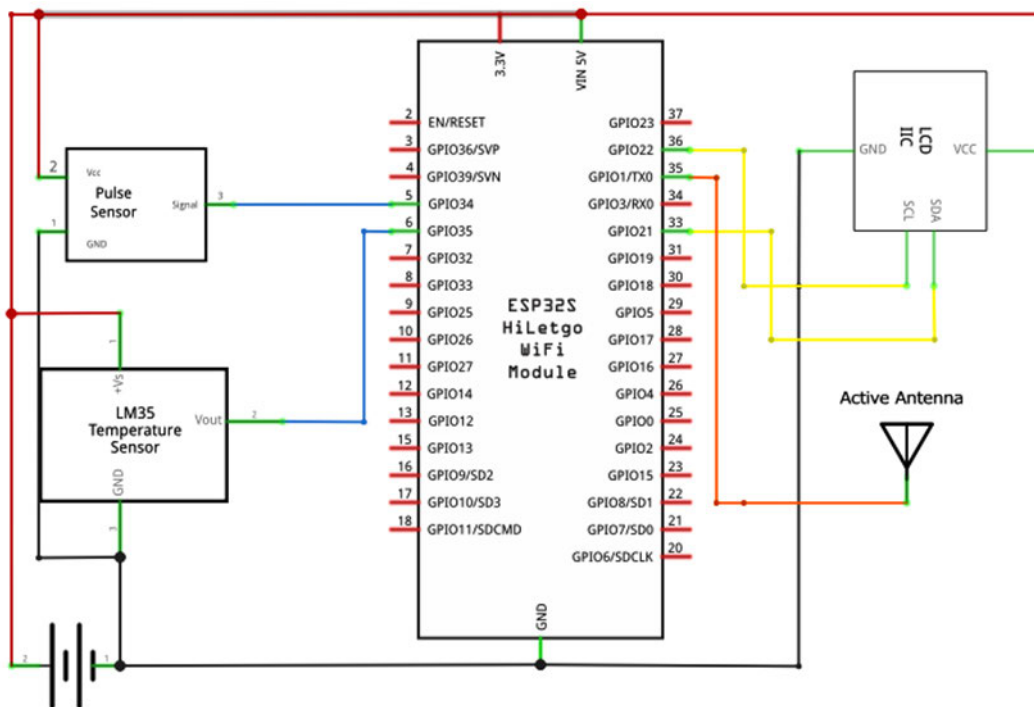 3.3V
VIN 5V
2 EN/RESET
3 GPIO36/SVP
4 GPIO39/SVN
5 GPIO34
6 GPIO35
7 GPIO32
8 GPIO33
9 GPIO25
10 GPIO26
11 GPIO27
12 GPIO14
13 GPIO12
15 GPIO13
16 GPIO9/SD2
17 GPIO10/SD3
18 GPIO11/SDCMD
GPIO23 37
GPIO22 36
GPIO1/TX0 35
GPIO3/RX0 34
GPIO21 33
GPIO19 31
GPIO18 30
GPIO5 29
GPIO17 28
GPIO16 27
GPIO4 26
GPIO0 25
GPIO2 24
GPIO15 23
GPIO8/SD1 22
GPIO7/SD0 21
GPIO6/SDCLK 20
ESP32S
HiLetgo
WiFi
Module
GND
2
Vcc
Pulse
Sensor
Signal
3
1
GND
1
+Vs
LM35
Temperature
Sensor
Vout
2
GND
3
2
1
LCD
IIC
GND
VCC
SCL
SDA
Active Antenna